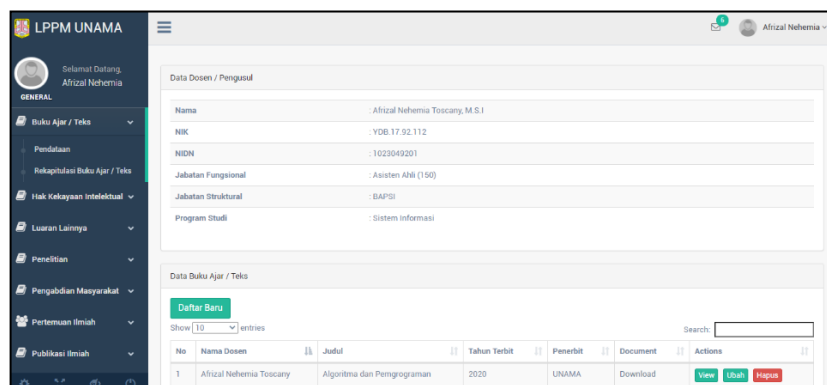 LPPM UNAMA
6
Afrizal Nehemia
Selamat Datang,
Afrizal Nehemia
GENERAL
Buku Ajar / Teks
Pendataan
Rekapitulasi Buku Ajar / Teks
Hak Kekayaan Intelektual
Luaran Lainnya
Penelitian
Pengabdian Masyarakat
Pertemuan Ilmiah
Publikasi Ilmiah
Data Dosen / Pengusul
Nama : Afrizal Nehemia Toscany, M.S.I
NIK : YDB.17.92.112
NIDN : 1023049201
Jabatan Fungsional : Asisten Ahli (150)
Jabatan Struktural : BAPSI
Program Studi : Sistem Informasi
Data Buku Ajar / Teks
Daftar Baru
Show 10 entries Search:
No Nama Dosen Judul Tahun Terbit Penerbit Document Actions
1 Afrizal Nehemia Toscany Algoritma dan Pemgrograman 2020 UNAMA Download View Ubah Hapus